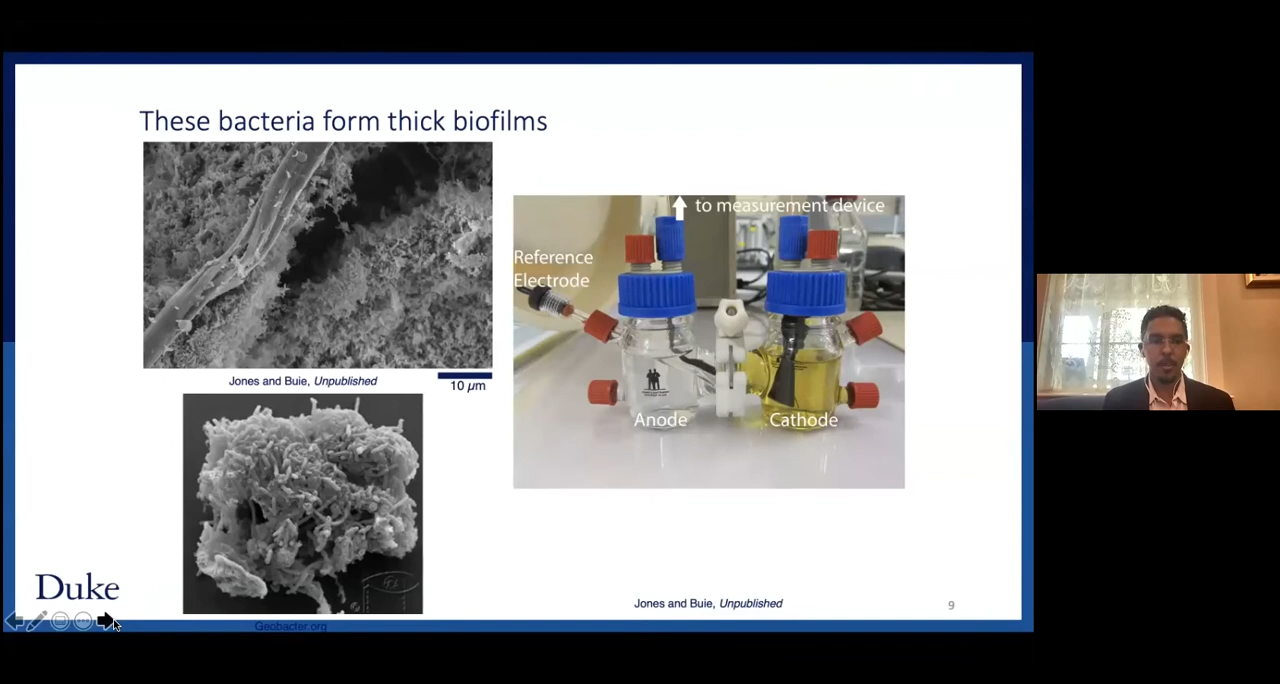 These bacteria form thick biofilms
Jones and Buie, Unpublished
10 µm
to measurement device
Reference
Electrode
Anode
Cathode
Geobacter.org
Jones and Buie, Unpublished
Duke
9